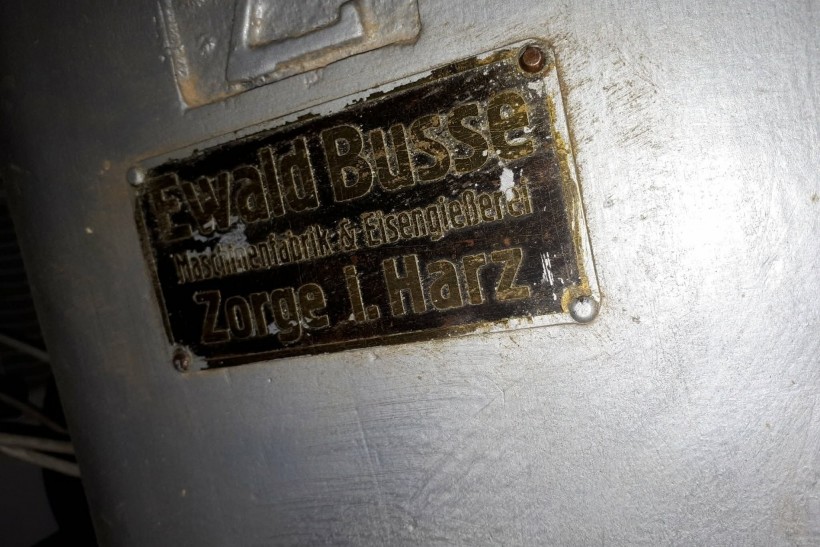 Ewald Busse
Maschinenfabrik & Eisengießerei
Zorge i. Harz